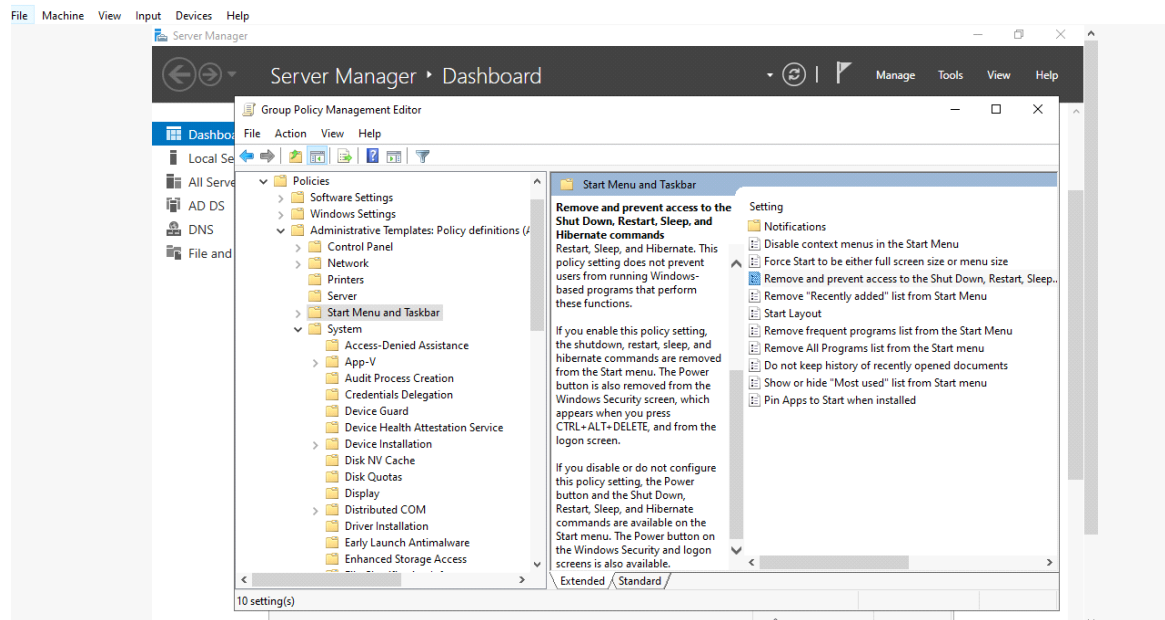 File Machine View Input Devices Help
Server Manager
Server Manager • Dashboard
Manage Tools View Help
Group Policy Management Editor
File Action View Help
Dashboa
Local Se
All Serve
AD DS
DNS
File and
Policies
Software Settings
Windows Settings
Administrative Templates: Policy definitions (A
Control Panel
Network
Printers
Server
Start Menu and Taskbar
System
Access-Denied Assistance
App-V
Audit Process Creation
Credentials Delegation
Device Guard
Device Health Attestation Service
Device Installation
Disk NV Cache
Disk Quotas
Display
Distributed COM
Driver Installation
Early Launch Antimalware
Enhanced Storage Access
Start Menu and Taskbar
Remove and prevent access to the
Shut Down, Restart, Sleep, and
Hibernate commands
Restart, Sleep, and Hibernate. This
policy setting does not prevent
users from running Windows-
based programs that perform
these functions.
If you enable this policy setting,
the shutdown, restart, sleep, and
hibernate commands are removed
from the Start menu. The Power
button is also removed from the
Windows Security screen, which
appears when you press
CTRL+ALT+DELETE, and from the
logon screen.
If you disable or do not configure
this policy setting, the Power
button and the Shut Down,
Restart, Sleep, and Hibernate
commands are available on the
Start menu. The Power button on
the Windows Security and logon
screens is also available.
Setting
Notifications
Disable context menus in the Start Menu
Force Start to be either full screen size or menu size
Remove and prevent access to the Shut Down, Restart, Sleep..
Remove "Recently added" list from Start Menu
Start Layout
Remove frequent programs list from the Start Menu
Remove All Programs list from the Start menu
Do not keep history of recently opened documents
Show or hide "Most used" list from Start menu
Pin Apps to Start when installed
Extended Standard
10 setting(s)